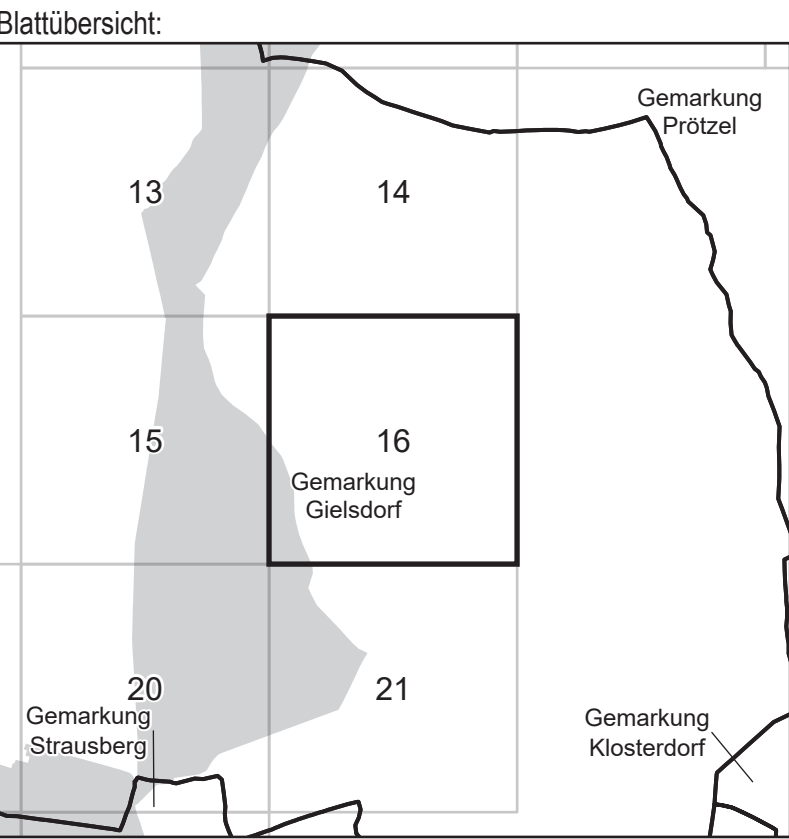 Blattübersicht:
Gemarkung
Prötzel
13
14
15
16
Gemarkung
Gielsdorf
20
21
Gemarkung
Strausberg
Gemarkung
Klosterdorf